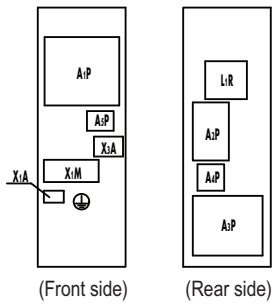 A1P
A5P
X3A
X1M
X1A
(Front side)
L1R
A2P
A4P
A3P
(Rear side)